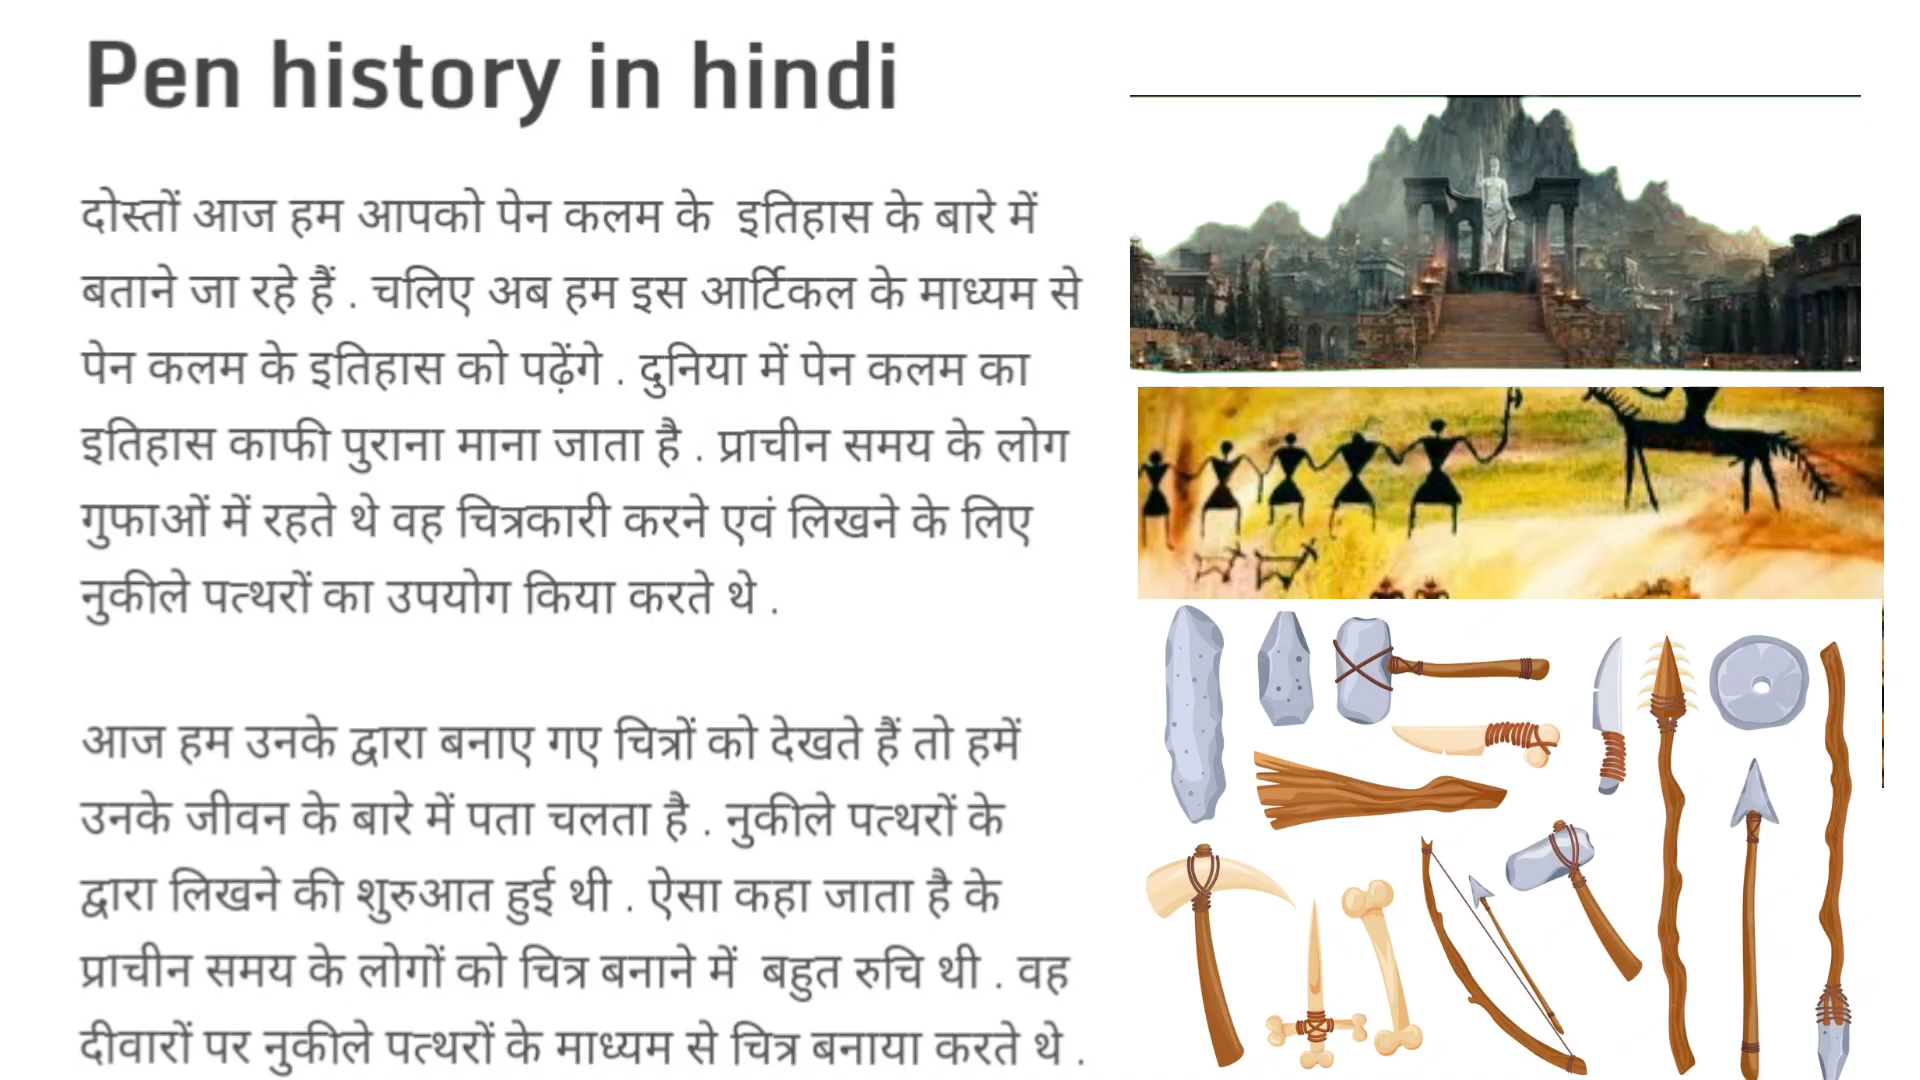 Pen history in hindi
दोस्तों आज हम आपको पेन कलम के इतिहास के बारे में
बताने जा रहे हैं . चलिए अब हम इस आर्टिकल के माध्यम से
पेन कलम के इतिहास को पढ़ेंगे . दुनिया में पेन कलम का
इतिहास काफी पुराना माना जाता है . प्राचीन समय के लोग
गुफाओं में रहते थे वह चित्रकारी करने एवं लिखने के लिए
नुकीले पत्थरों का उपयोग किया करते थे .
आज हम उनके द्वारा बनाए गए चित्रों को देखते हैं तो हमें
उनके जीवन के बारे में पता चलता है . नुकीले पत्थरों के
द्वारा लिखने की शुरुआत हुई थी . ऐसा कहा जाता है के
प्राचीन समय के लोगों को चित्र बनाने में बहुत रुचि थी . वह
दीवारों पर नुकीले पत्थरों के माध्यम से चित्र बनाया करते थे .